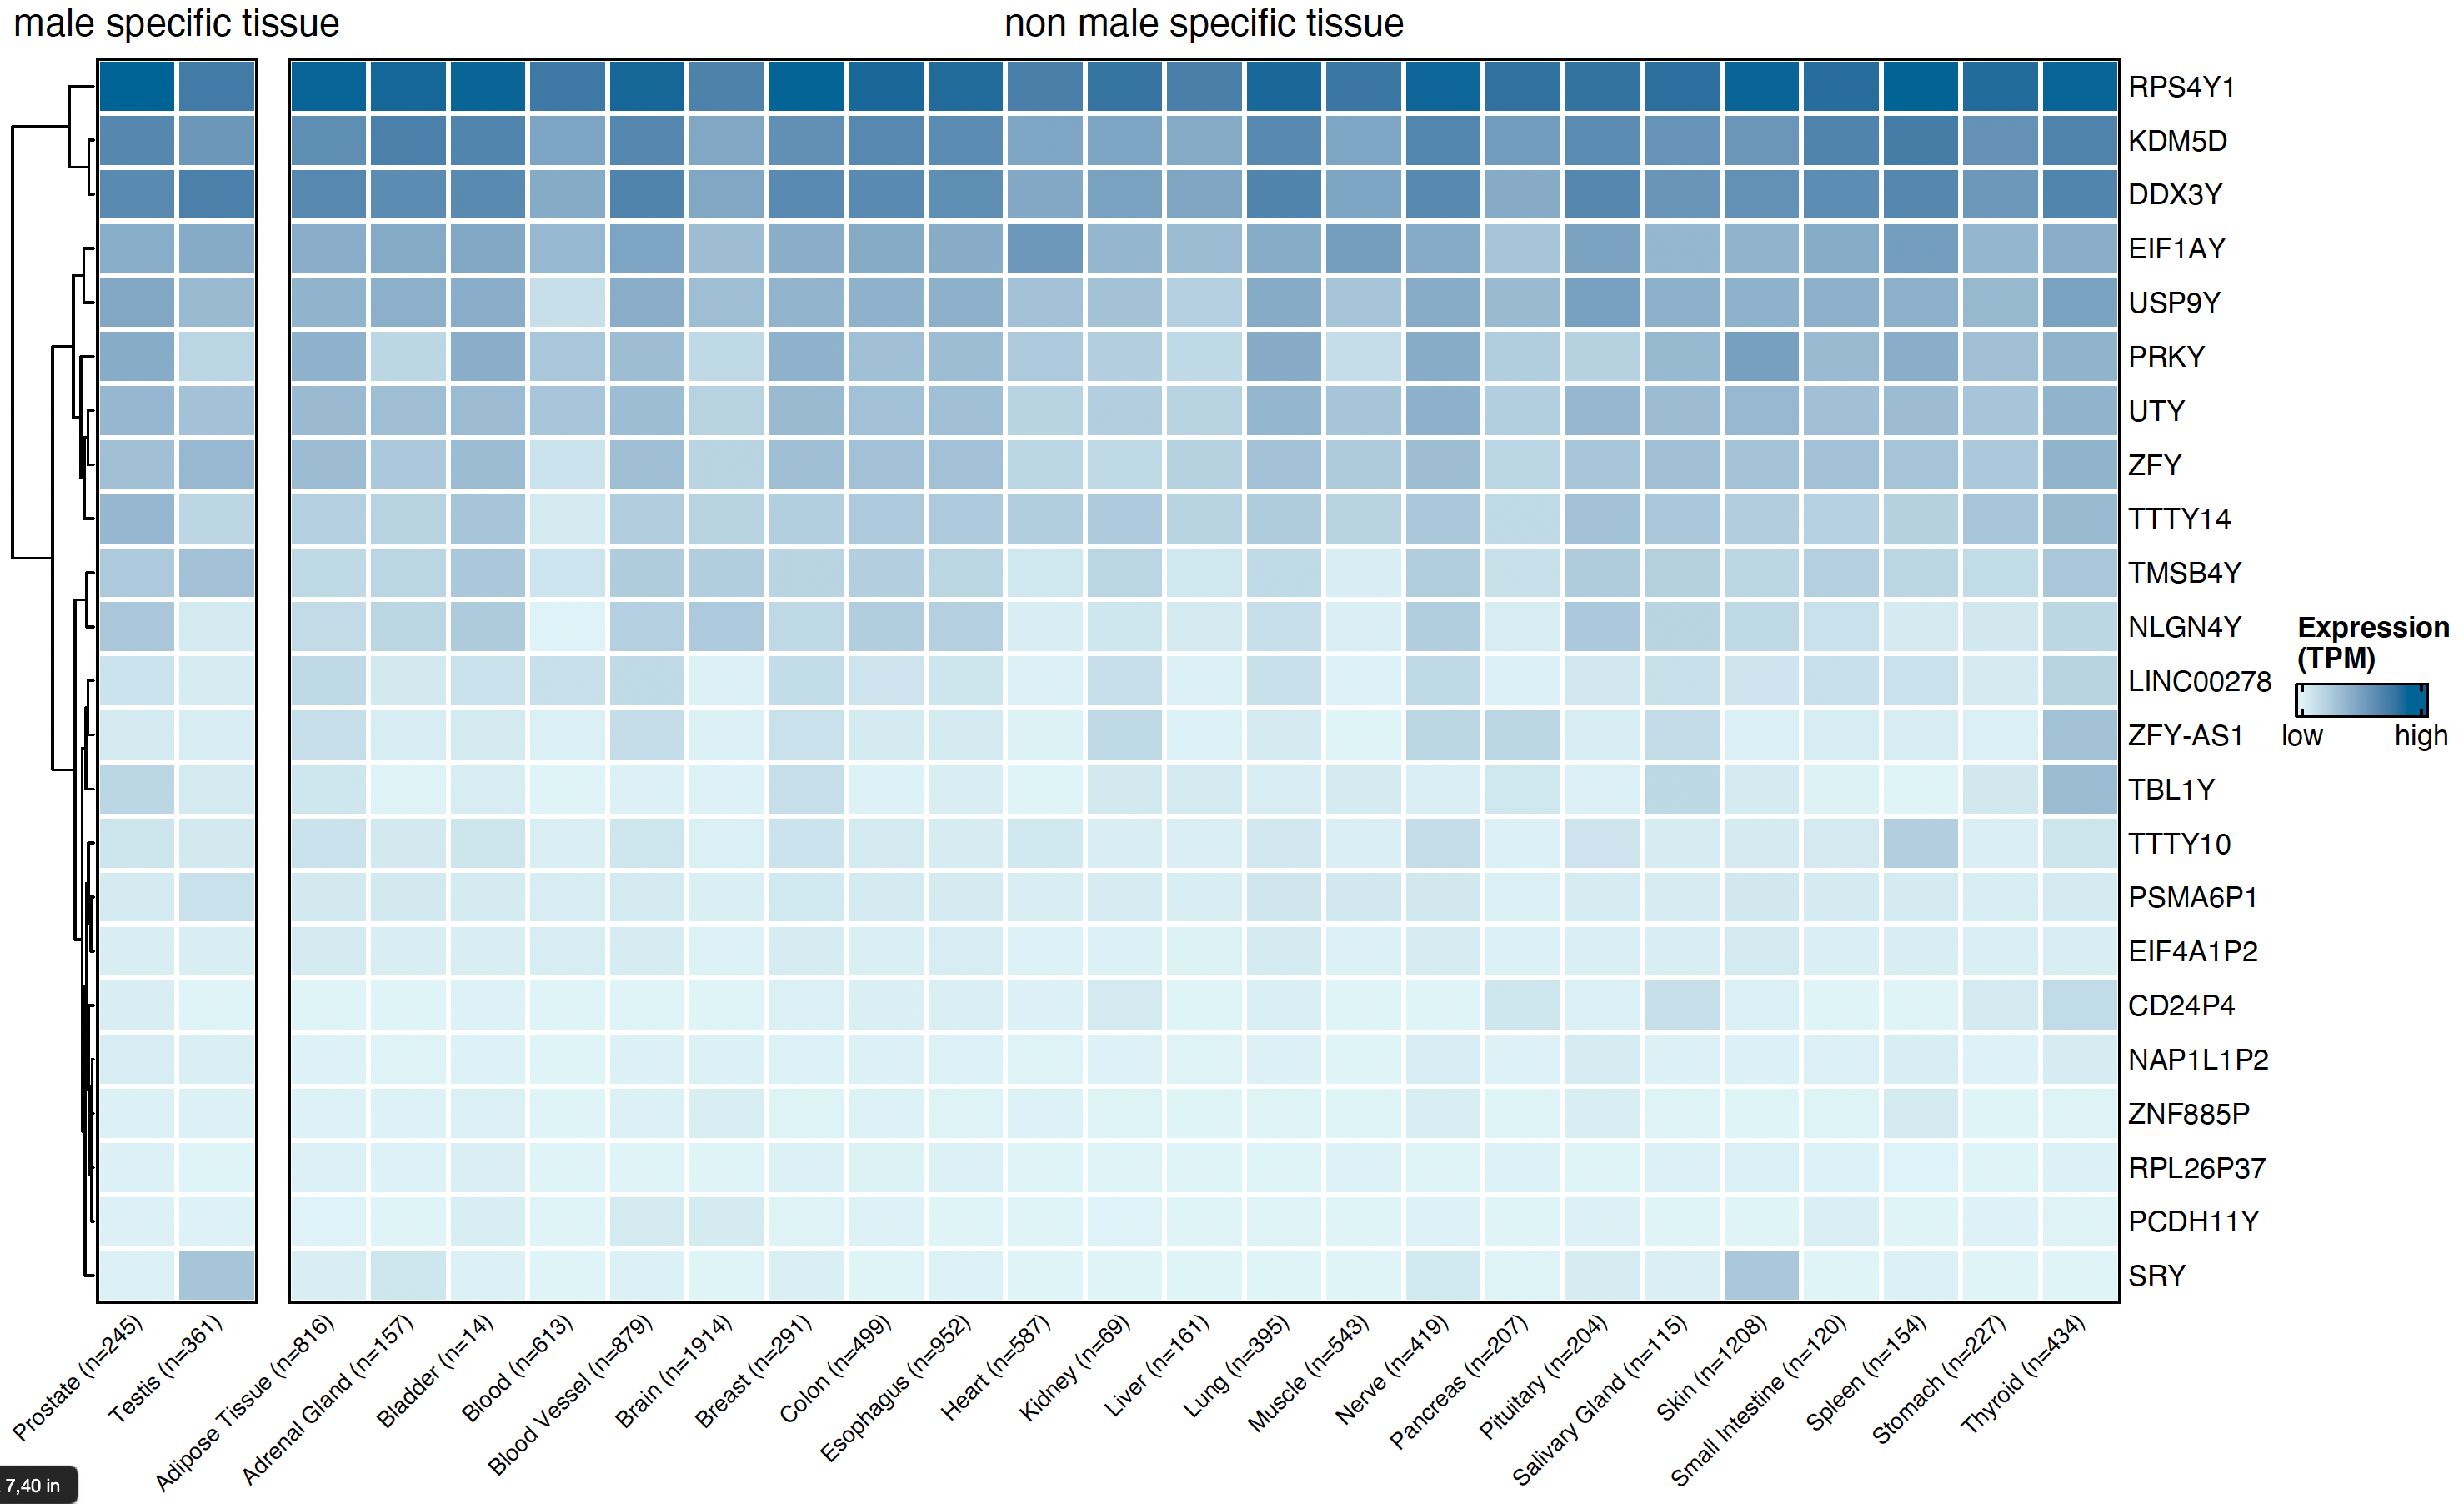 male specific tissue
non male specific tissue
RPS4Y1
KDM5D
DDX3Y
EIF1AY
USP9Y
PRKY
UTY
ZFY
TTTY14
TMSB4Y
NLGN4Y
LINC00278
ZFY-AS1
TBL1Y
TTTY10
PSMA6P1
EIF4A1P2
CD24P4
NAP1L1P2
ZNF885P
RPL26P37
PCDH11Y
SRY
Expression
(TPM)
low high
Prostate (n=245)
Testis (n=361)
Adipose Tissue (n=816)
Adrenal Gland (n=157)
Bladder (n=14)
Blood (n=613)
Blood Vessel (n=879)
Brain (n=1914)
Breast (n=291)
Colon (n=499)
Esophagus (n=952)
Heart (n=587)
Kidney (n=69)
Liver (n=161)
Lung (n=395)
Muscle (n=543)
Nerve (n=419)
Pancreas (n=207)
Pituitary (n=204)
Salivary Gland (n=115)
Skin (n=1208)
Small Intestine (n=120)
Spleen (n=154)
Stomach (n=227)
Thyroid (n=434)
7,40 in